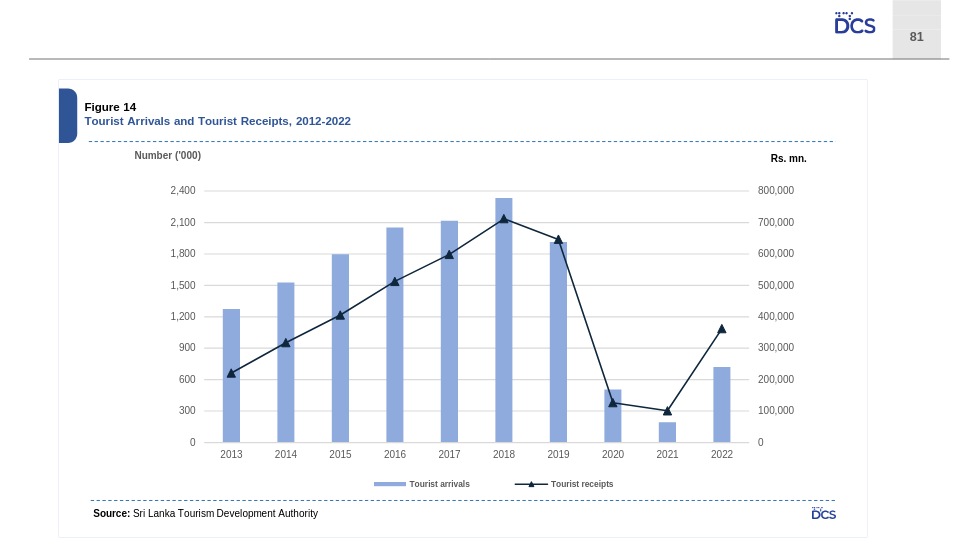 DCS
81
Figure 14
Tourist Arrivals and Tourist Receipts, 2012-2022
Number ('000)
Rs. mn.
2,400
800,000
2,100
700,000
1,800
600,000
1,500
500,000
1,200
400,000
900
300,000
600
200,000
300
100,000
0
0
2013 2014 2015 2016 2017 2018 2019 2020 2021 2022
Tourist arrivals Tourist receipts
Source: Sri Lanka Tourism Development Authority
DCS